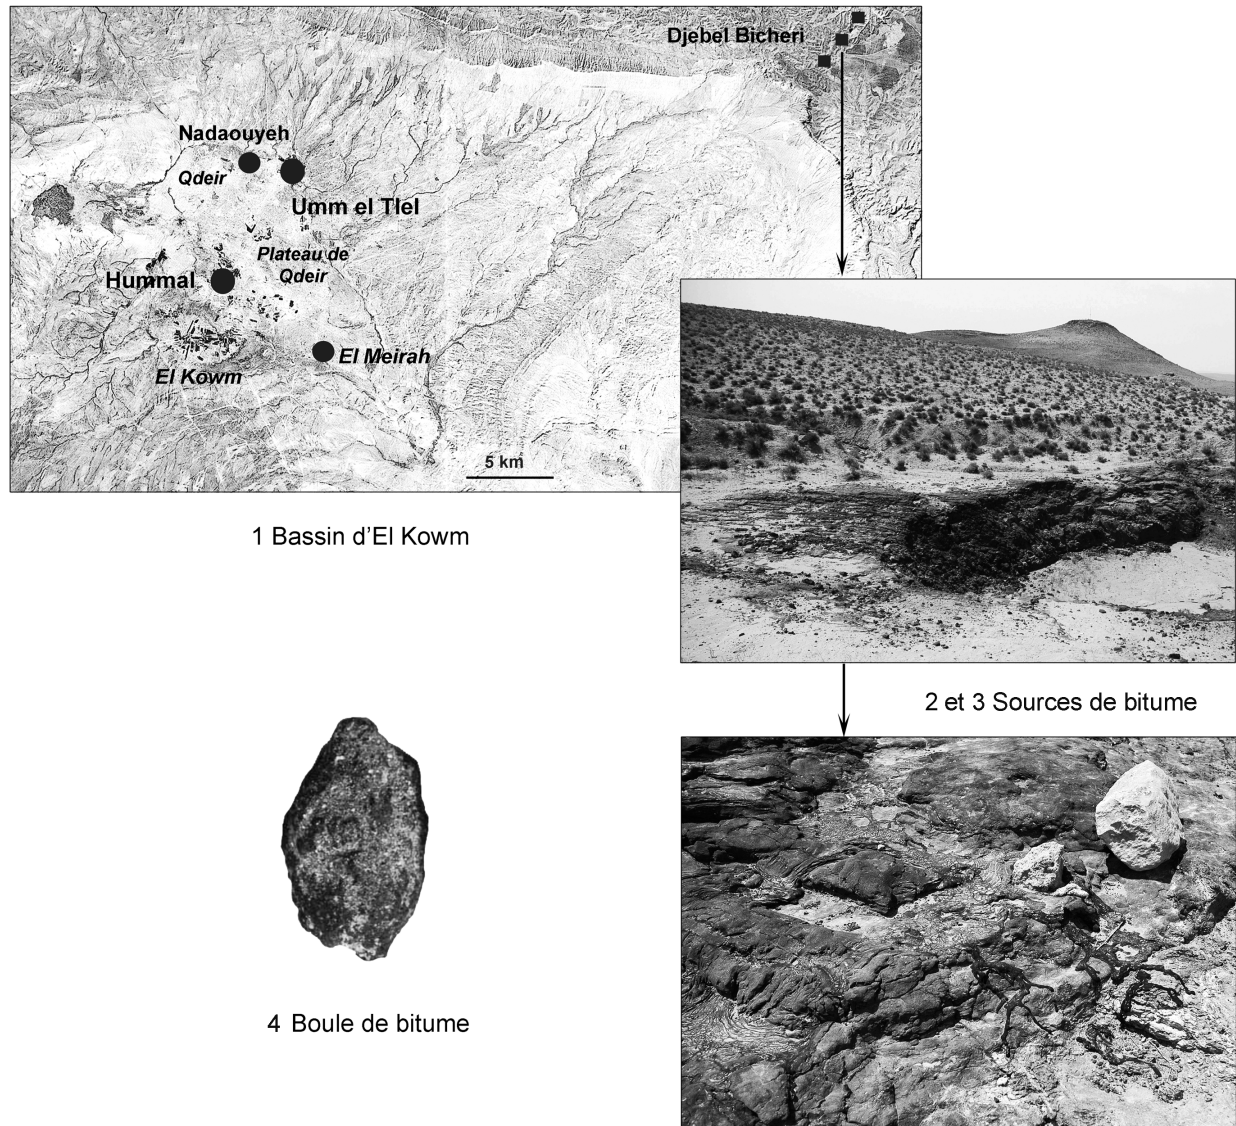 Djebel Bicheri
Nadaouyeh
Qdeir
Umm el Tlel
Plateau de
Qdeir
Hummal
El Meirah
El Kowm
5 km
1 Bassin d'El Kowm
2 et 3 Sources de bitume
4 Boule de bitume